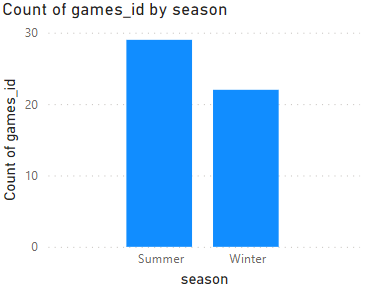 Count of games_id by season
Count of games_id
30
20
10
0
Summer Winter
season